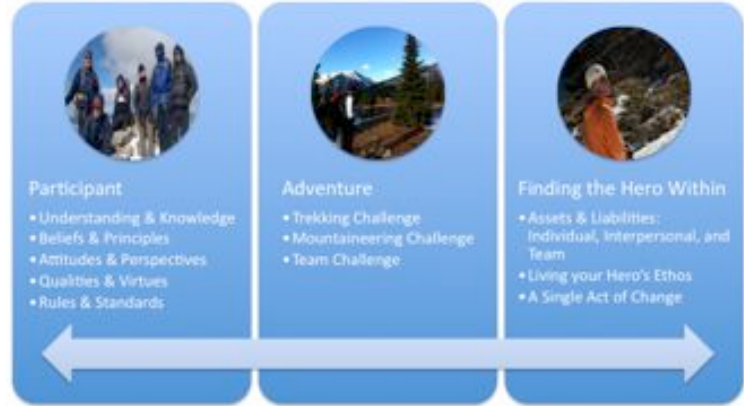 Participant
• Understanding & Knowledge
• Beliefs & Principles
• Attitudes & Perspectives
• Qualities & Virtues
• Rules & Standards
Adventure
• Trekking Challenge
• Mountaineering Challenge
• Team Challenge
Finding the Hero Within
• Assets & Liabilities:
Individual, Interpersonal, and
Team
• Living your Hero's Ethos
• A Single Act of Change